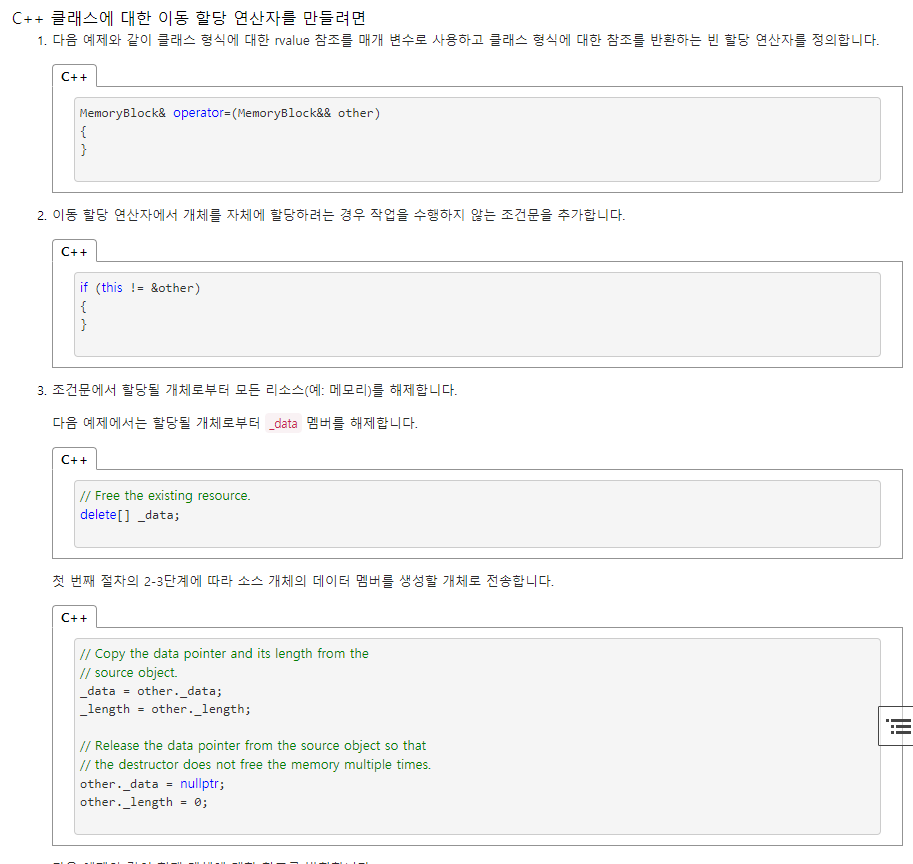 C++ 클래스에 대한 이동 할당 연산자를 만들려면
1. 다음 예제와 같이 클래스 형식에 대한 rvalue 참조를 매개 변수로 사용하고 클래스 형식에 대한 참조를 반환하는 빈 할당 연산자를 정의합니다.
C++
MemoryBlock& operator=(MemoryBlock&& other)
{
}
2. 이동 할당 연산자에서 개체를 자체에 할당하려는 경우 작업을 수행하지 않는 조건문을 추가합니다.
C++
if (this != &other)
{
}
3. 조건문에서 할당될 개체로부터 모든 리소스(예: 메모리)를 해제합니다.
다음 예제에서는 할당될 개체로부터 _data 멤버를 해제합니다.
C++
// Free the existing resource.
delete[] _data;
첫 번째 절차의 2-3단계에 따라 소스 개체의 데이터 멤버를 생성할 개체로 전송합니다.
C++
// Copy the data pointer and its length from the
// source object.
_data = other._data;
_length = other._length;
// Release the data pointer from the source object so that
// the destructor does not free the memory multiple times.
other._data = nullptr;
other._length = 0;